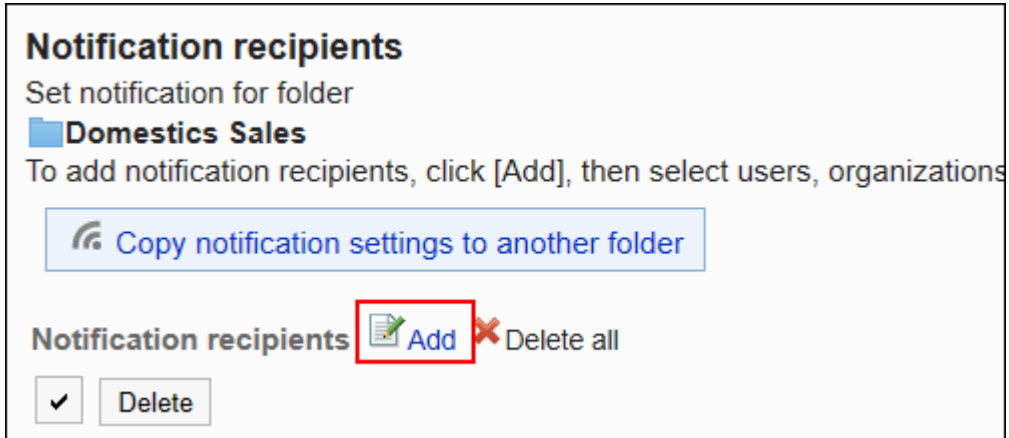 Notification recipients
Set notification for folder
Domestics Sales
To add notification recipients, click [Add], then select users, organizations
Copy notification settings to another folder
Notification recipients Add Delete all
Delete